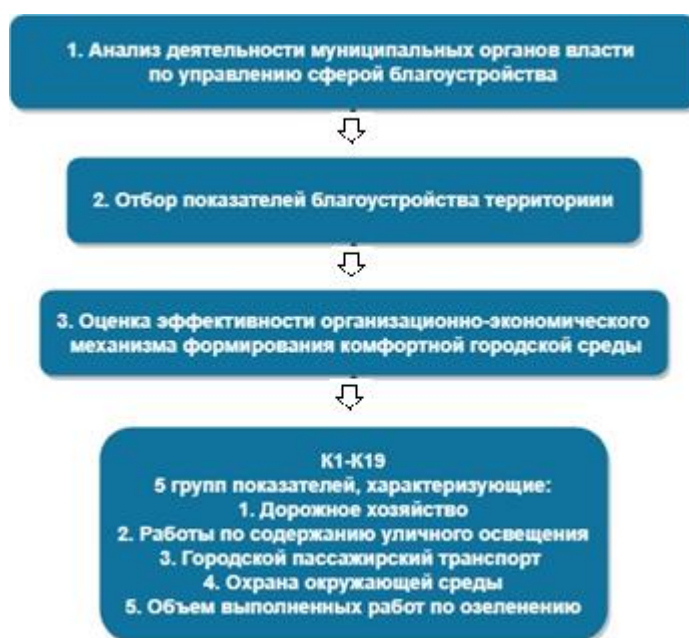 1. Анализ деятельности муниципальных органов власти
по управлению сферой благоустройства
2. Отбор показателей благоустройства территориии
3. Оценка эффективности организационно-экономического
механизма формирования комфортной городской среды
К1-К19
5 групп показателей, характеризующие:
1. Дорожное хозяйство
2. Работы по содержанию уличного освещения
3. Городской пассажирский транспорт
4. Охрана окружающей среды
5. Объем выполненных работ по озеленению